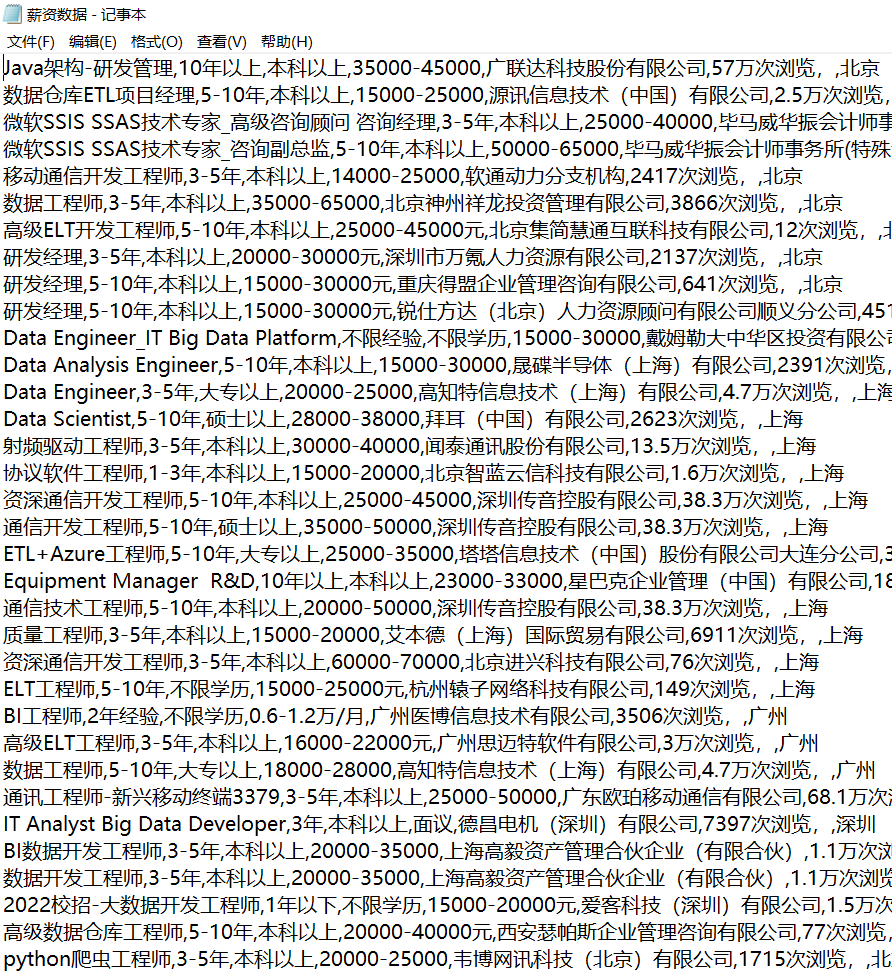 薪资数据 - 记事本
文件(F) 编辑(E) 格式(O) 查看(V) 帮助(H)
Java架构-研发管理,10年以上,本科以上,35000-45000,广联达科技股份有限公司,57万次浏览，,北京
数据仓库ETL项目经理,5-10年,本科以上,15000-25000,源讯信息技术（中国）有限公司,2.5万次浏览，
微软SSIS SSAS技术专家_高级咨询顾问 咨询经理,3-5年,本科以上,25000-40000,毕马威华振会计师事
微软SSIS SSAS技术专家_咨询副总监,5-10年,本科以上,50000-65000,毕马威华振会计师事务所(特殊
移动通信开发工程师,3-5年,本科以上,14000-25000,软通动力分支机构,2417次浏览，,北京
数据工程师,3-5年,本科以上,35000-65000,北京神州祥龙投资管理有限公司,3866次浏览，,北京
高级ELT开发工程师,5-10年,本科以上,25000-45000元,北京集简慧通互联科技有限公司,12次浏览，,北
研发经理,3-5年,本科以上,20000-30000元,深圳市万氪人力资源有限公司,2137次浏览，,北京
研发经理,5-10年,本科以上,15000-30000元,重庆得盟企业管理咨询有限公司,641次浏览，,北京
研发经理,5-10年,本科以上,15000-30000元,锐仕方达（北京）人力资源顾问有限公司顺义分公司,451
Data Engineer_IT Big Data Platform,不限经验,不限学历,15000-30000,戴姆勒大中华区投资有限公司
Data Analysis Engineer,5-10年,本科以上,15000-30000,晟碟半导体（上海）有限公司,2391次浏览，
Data Engineer,3-5年,大专以上,20000-25000,高知特信息技术（上海）有限公司,4.7万次浏览，,上海
Data Scientist,5-10年,硕士以上,28000-38000,拜耳（中国）有限公司,2623次浏览，,上海
射频驱动工程师,3-5年,本科以上,30000-40000,闻泰通讯股份有限公司,13.5万次浏览，,上海
协议软件工程师,1-3年,本科以上,15000-20000,北京智蓝云信科技有限公司,1.6万次浏览，,上海
资深通信开发工程师,5-10年,本科以上,25000-45000,深圳传音控股有限公司,38.3万次浏览，,上海
通信开发工程师,5-10年,硕士以上,35000-50000,深圳传音控股有限公司,38.3万次浏览，,上海
ETL+Azure工程师,5-10年,大专以上,25000-35000,塔塔信息技术（中国）股份有限公司大连分公司,3
Equipment Manager  R&D,10年以上,本科以上,23000-33000,星巴克企业管理（中国）有限公司,18
通信技术工程师,5-10年,本科以上,20000-50000,深圳传音控股有限公司,38.3万次浏览，,上海
质量工程师,3-5年,本科以上,15000-20000,艾本德（上海）国际贸易有限公司,6911次浏览，,上海
资深通信开发工程师,3-5年,本科以上,60000-70000,北京进兴科技有限公司,76次浏览，,上海
ELT工程师,5-10年,不限学历,15000-25000元,杭州辕子网络科技有限公司,149次浏览，,上海
BI工程师,2年经验,不限学历,0.6-1.2万/月,广州医博信息技术有限公司,3506次浏览，,广州
高级ELT工程师,3-5年,本科以上,16000-22000元,广州思迈特软件有限公司,3万次浏览，,广州
数据工程师,5-10年,大专以上,18000-28000,高知特信息技术（上海）有限公司,4.7万次浏览，,广州
通讯工程师-新兴移动终端3379,3-5年,本科以上,25000-50000,广东欧珀移动通信有限公司,68.1万次
IT Analyst Big Data Developer,3年,本科以上,面议,德昌电机（深圳）有限公司,7397次浏览，,深圳
BI数据开发工程师,3-5年,本科以上,20000-35000,上海高毅资产管理合伙企业（有限合伙）,1.1万次浏
数据开发工程师,3-5年,本科以上,20000-35000,上海高毅资产管理合伙企业（有限合伙）,1.1万次浏览
2022校招-大数据开发工程师,1年以下,不限学历,15000-20000元,爱客科技（深圳）有限公司,1.5万次
高级数据仓库工程师,5-10年,本科以上,20000-40000元,西安瑟帕斯企业管理咨询有限公司,77次浏览，
python爬虫工程师,3-5年,本科以上,20000-25000,韦博网讯科技（北京）有限公司,1715次浏览，,北